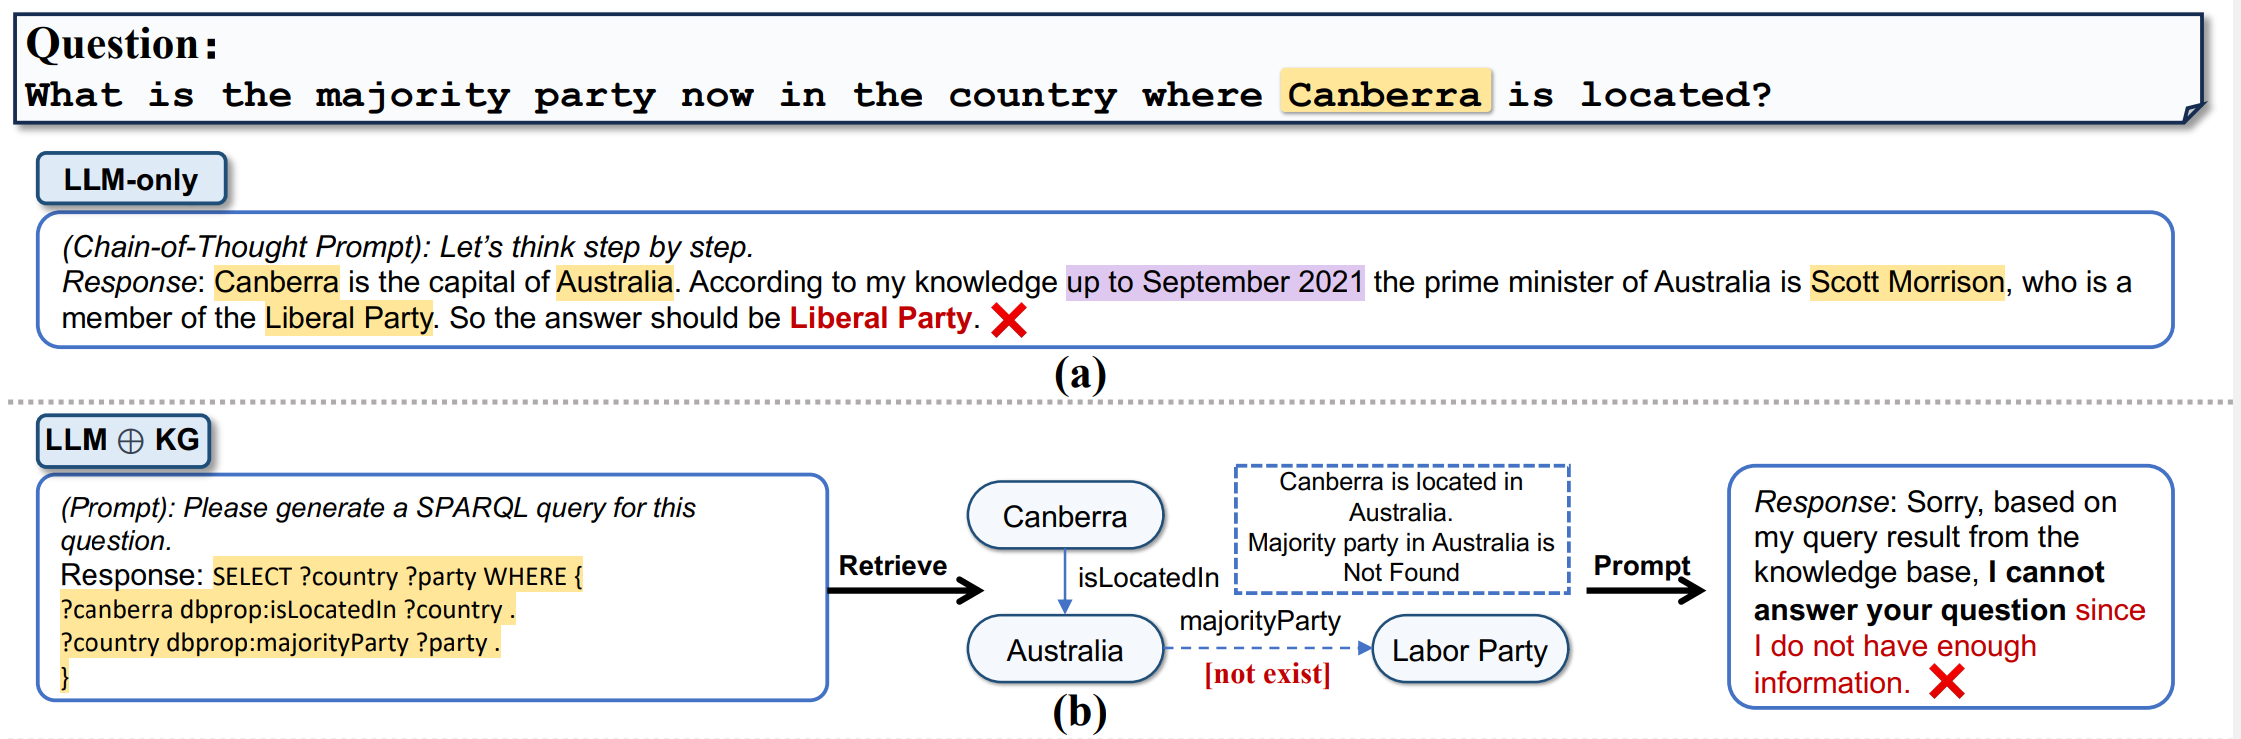 Question:
What is the majority party now in the country where Canberra is located?
LLM-only
(Chain-of-Thought Prompt): Let's think step by step.
Response: Canberra is the capital of Australia. According to my knowledge up to September 2021 the prime minister of Australia is Scott Morrison, who is a
member of the Liberal Party. So the answer should be Liberal Party. ❌
(a)
LLM ⊕ KG
(Prompt): Please generate a SPARQL query for this
question.
Response: SELECT ?country ?party WHERE {
?canberra dbprop:isLocatedIn ?country .
?country dbprop:majorityParty ?party .
}
Retrieve
Canberra
isLocatedIn
Australia
majorityParty
[not exist]
Labor Party
Canberra is located in
Australia.
Majority party in Australia is
Not Found
Prompt
Response: Sorry, based on
my query result from the
knowledge base, I cannot
answer your question since
I do not have enough
information. ❌
(b)